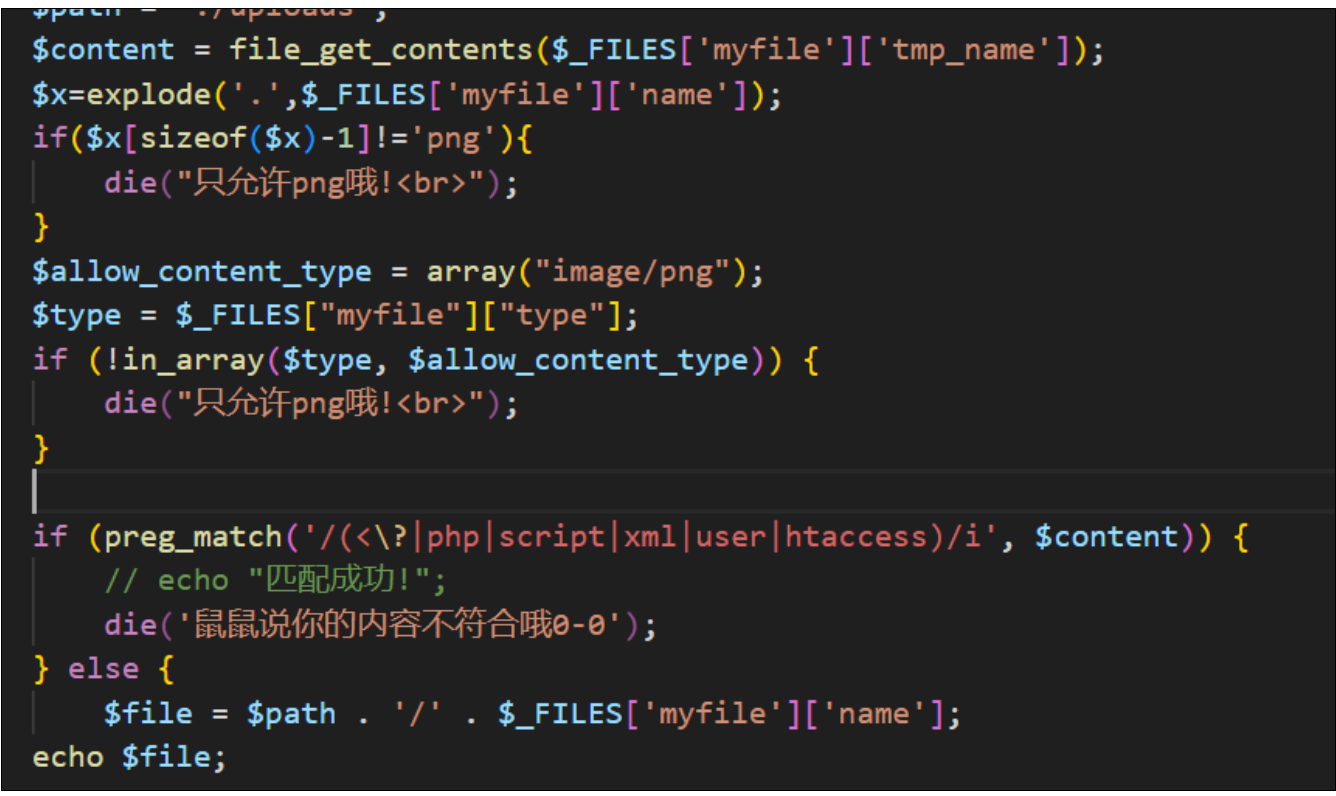 $path = './uploads';
$content = file_get_contents($_FILES['myfile']['tmp_name']);
$x=explode('.',$_FILES['myfile']['name']);
if($x[sizeof($x)-1]!='png'){
    die("只允许png哦!<br>");
}
$allow_content_type = array("image/png");
$type = $_FILES["myfile"]["type"];
if (!in_array($type, $allow_content_type)) {
    die("只允许png哦!<br>");
}
if (preg_match('/(<\?|php|script|xml|user|htaccess)/i', $content)) {
    // echo "匹配成功!";
    die('鼠鼠说你的内容不符合哦0-0');
} else {
    $file = $path . '/' . $_FILES['myfile']['name'];
echo $file;